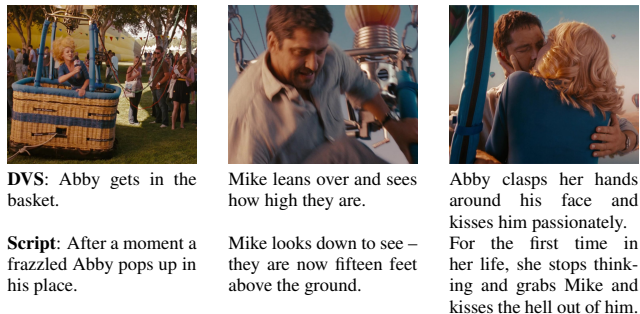 DVS: Abby gets in the
basket.
Script: After a moment a
frazzled Abby pops up in
his place.
Mike leans over and sees
how high they are.
Mike looks down to see –
they are now fifteen feet
above the ground.
Abby clasps her hands
around his face and
kisses him passionately.
For the first time in
her life, she stops think-
ing and grabs Mike and
kisses the hell out of him.